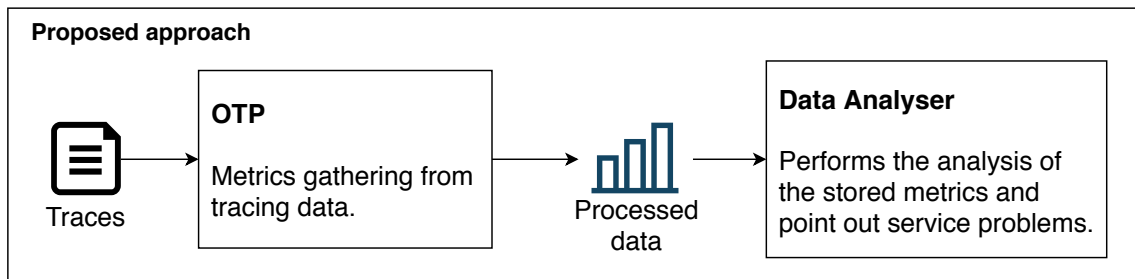 Proposed approach
Traces
OTP
Metrics gathering from
tracing data.
Processed
data
Data Analyser
Performs the analysis of
the stored metrics and
point out service problems.